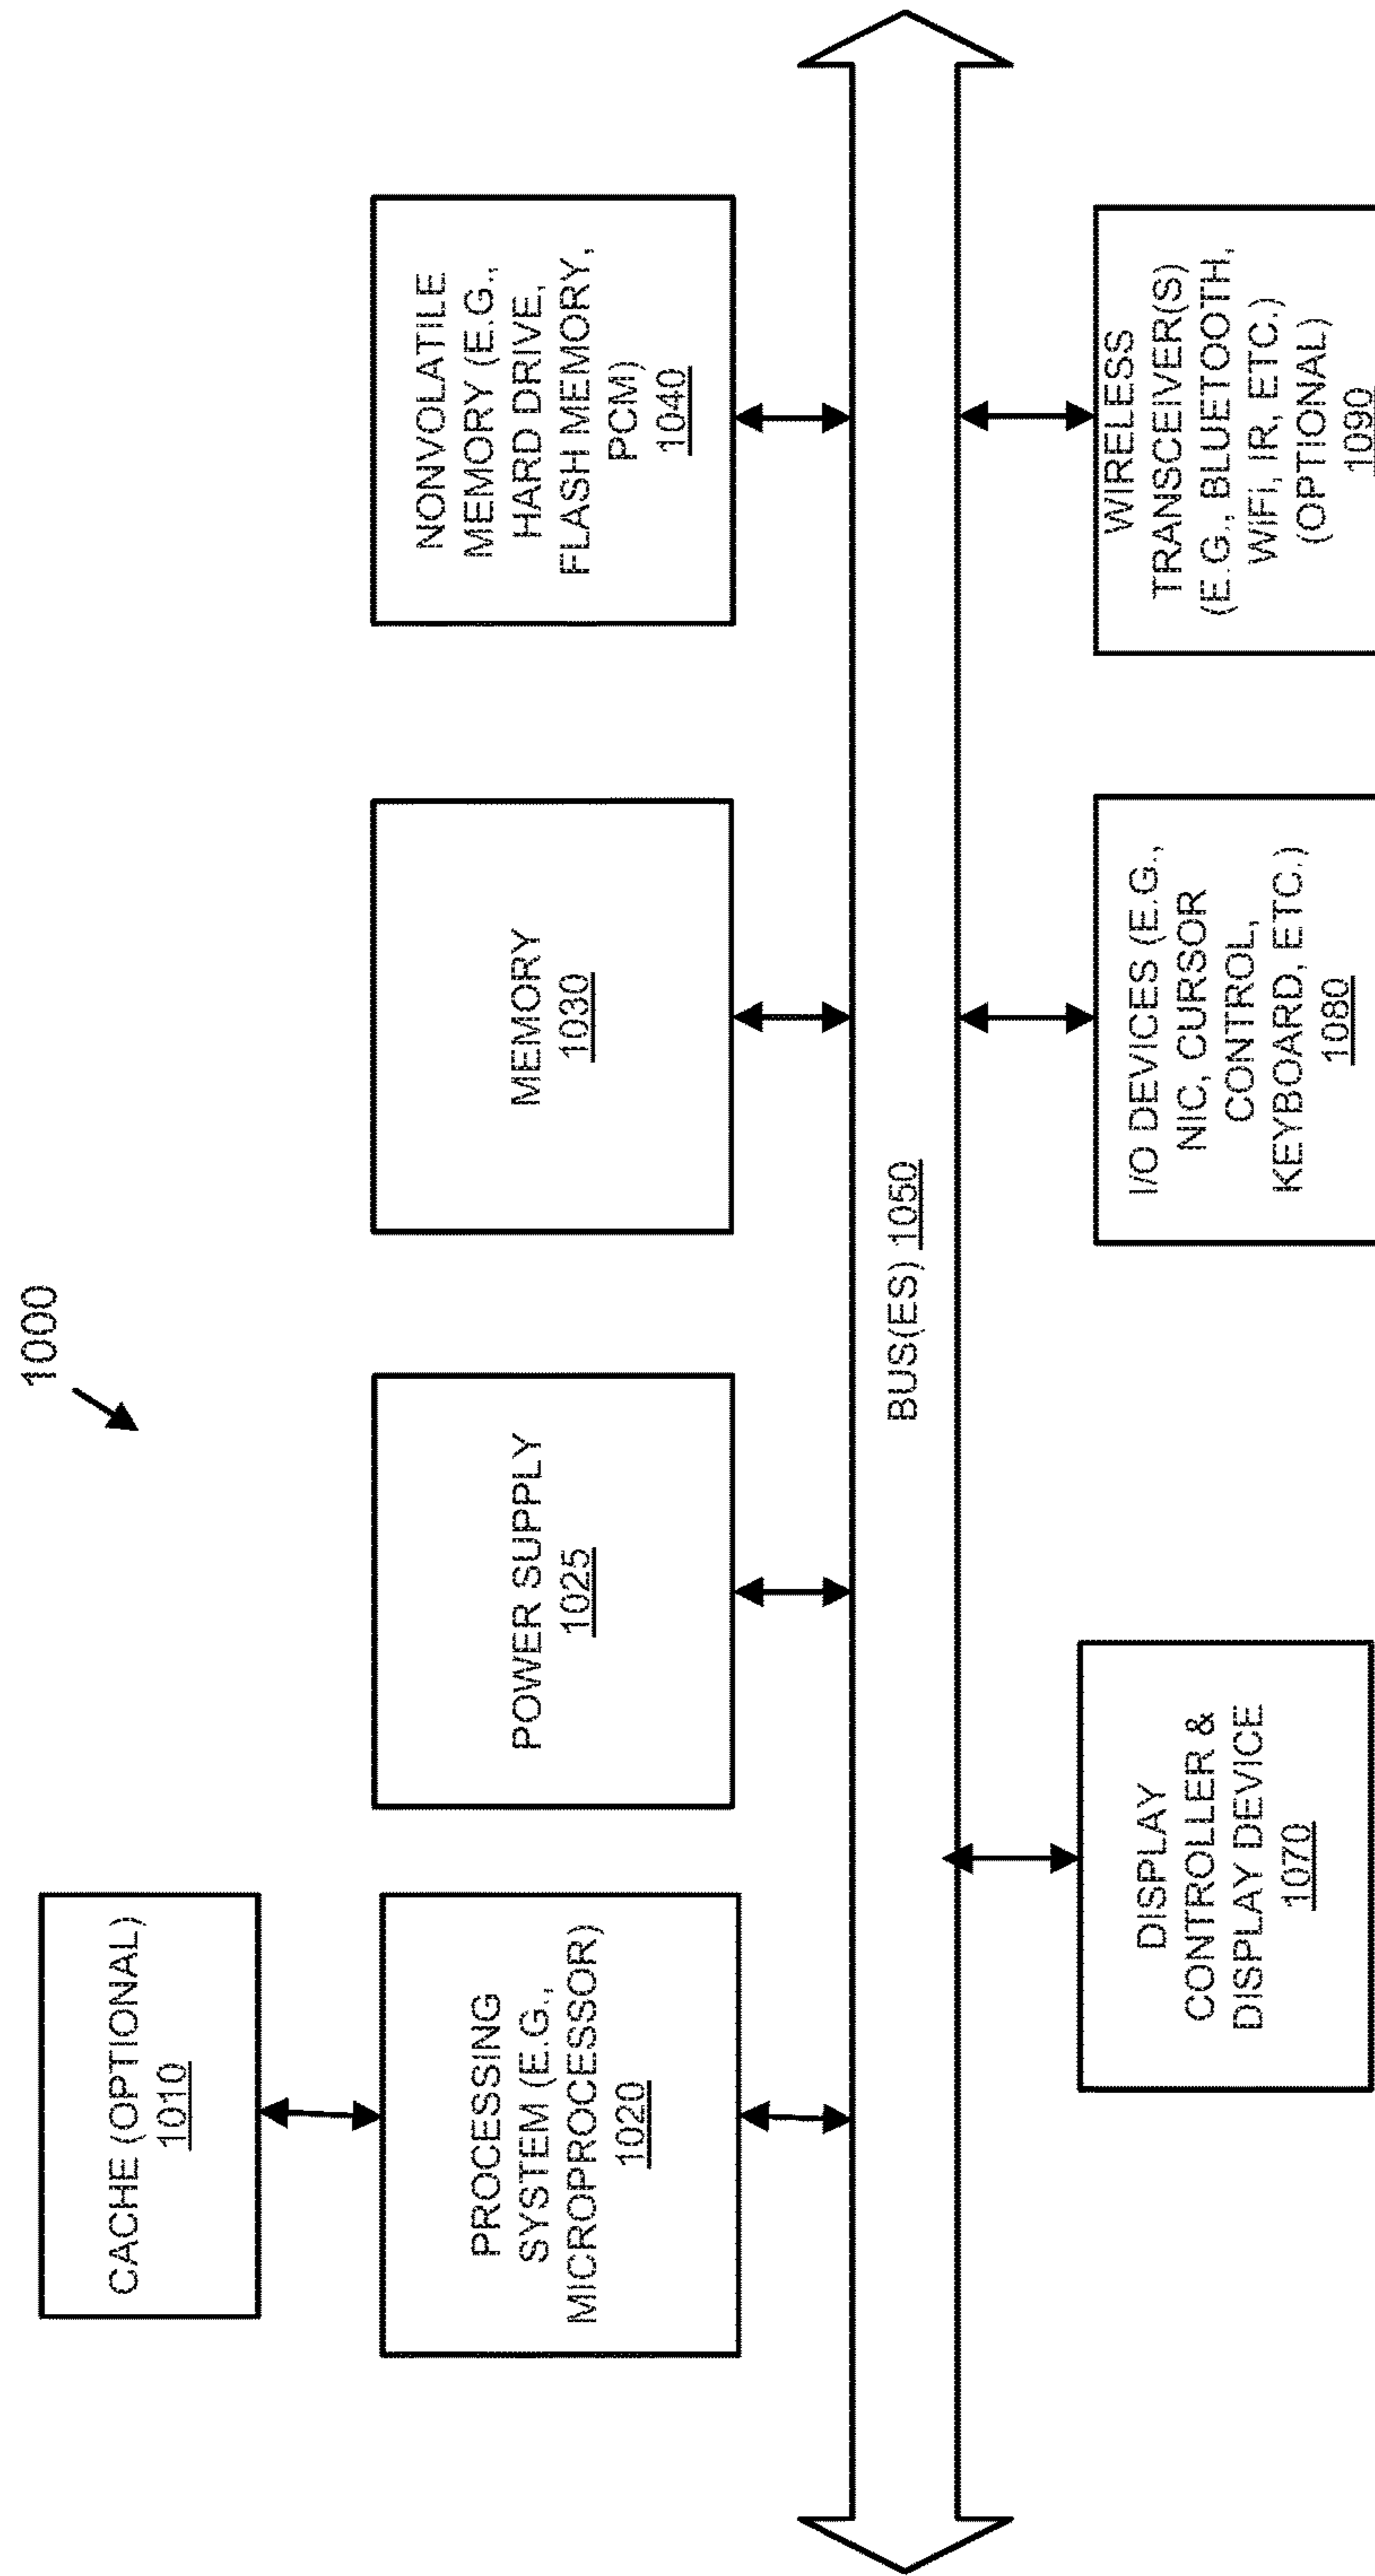 1000
CACHE (OPTIONAL)
1010
PROCESSING
SYSTEM (E.G.,
MICROPROCESSOR)
1020
POWER SUPPLY
1025
MEMORY
1030
NONVOLATILE
MEMORY (E.G.,
HARD DRIVE,
FLASH MEMORY,
PCM)
1040
BUS(ES) 1050
DISPLAY
CONTROLLER &
DISPLAY DEVICE
1070
I/O DEVICES (E.G.,
NIC, CURSOR
CONTROL,
KEYBOARD, ETC.)
1080
WIRELESS
TRANSCEIVER(S)
(E.G., BLUETOOTH,
WiFi, IR, ETC.)
(OPTIONAL)
1090